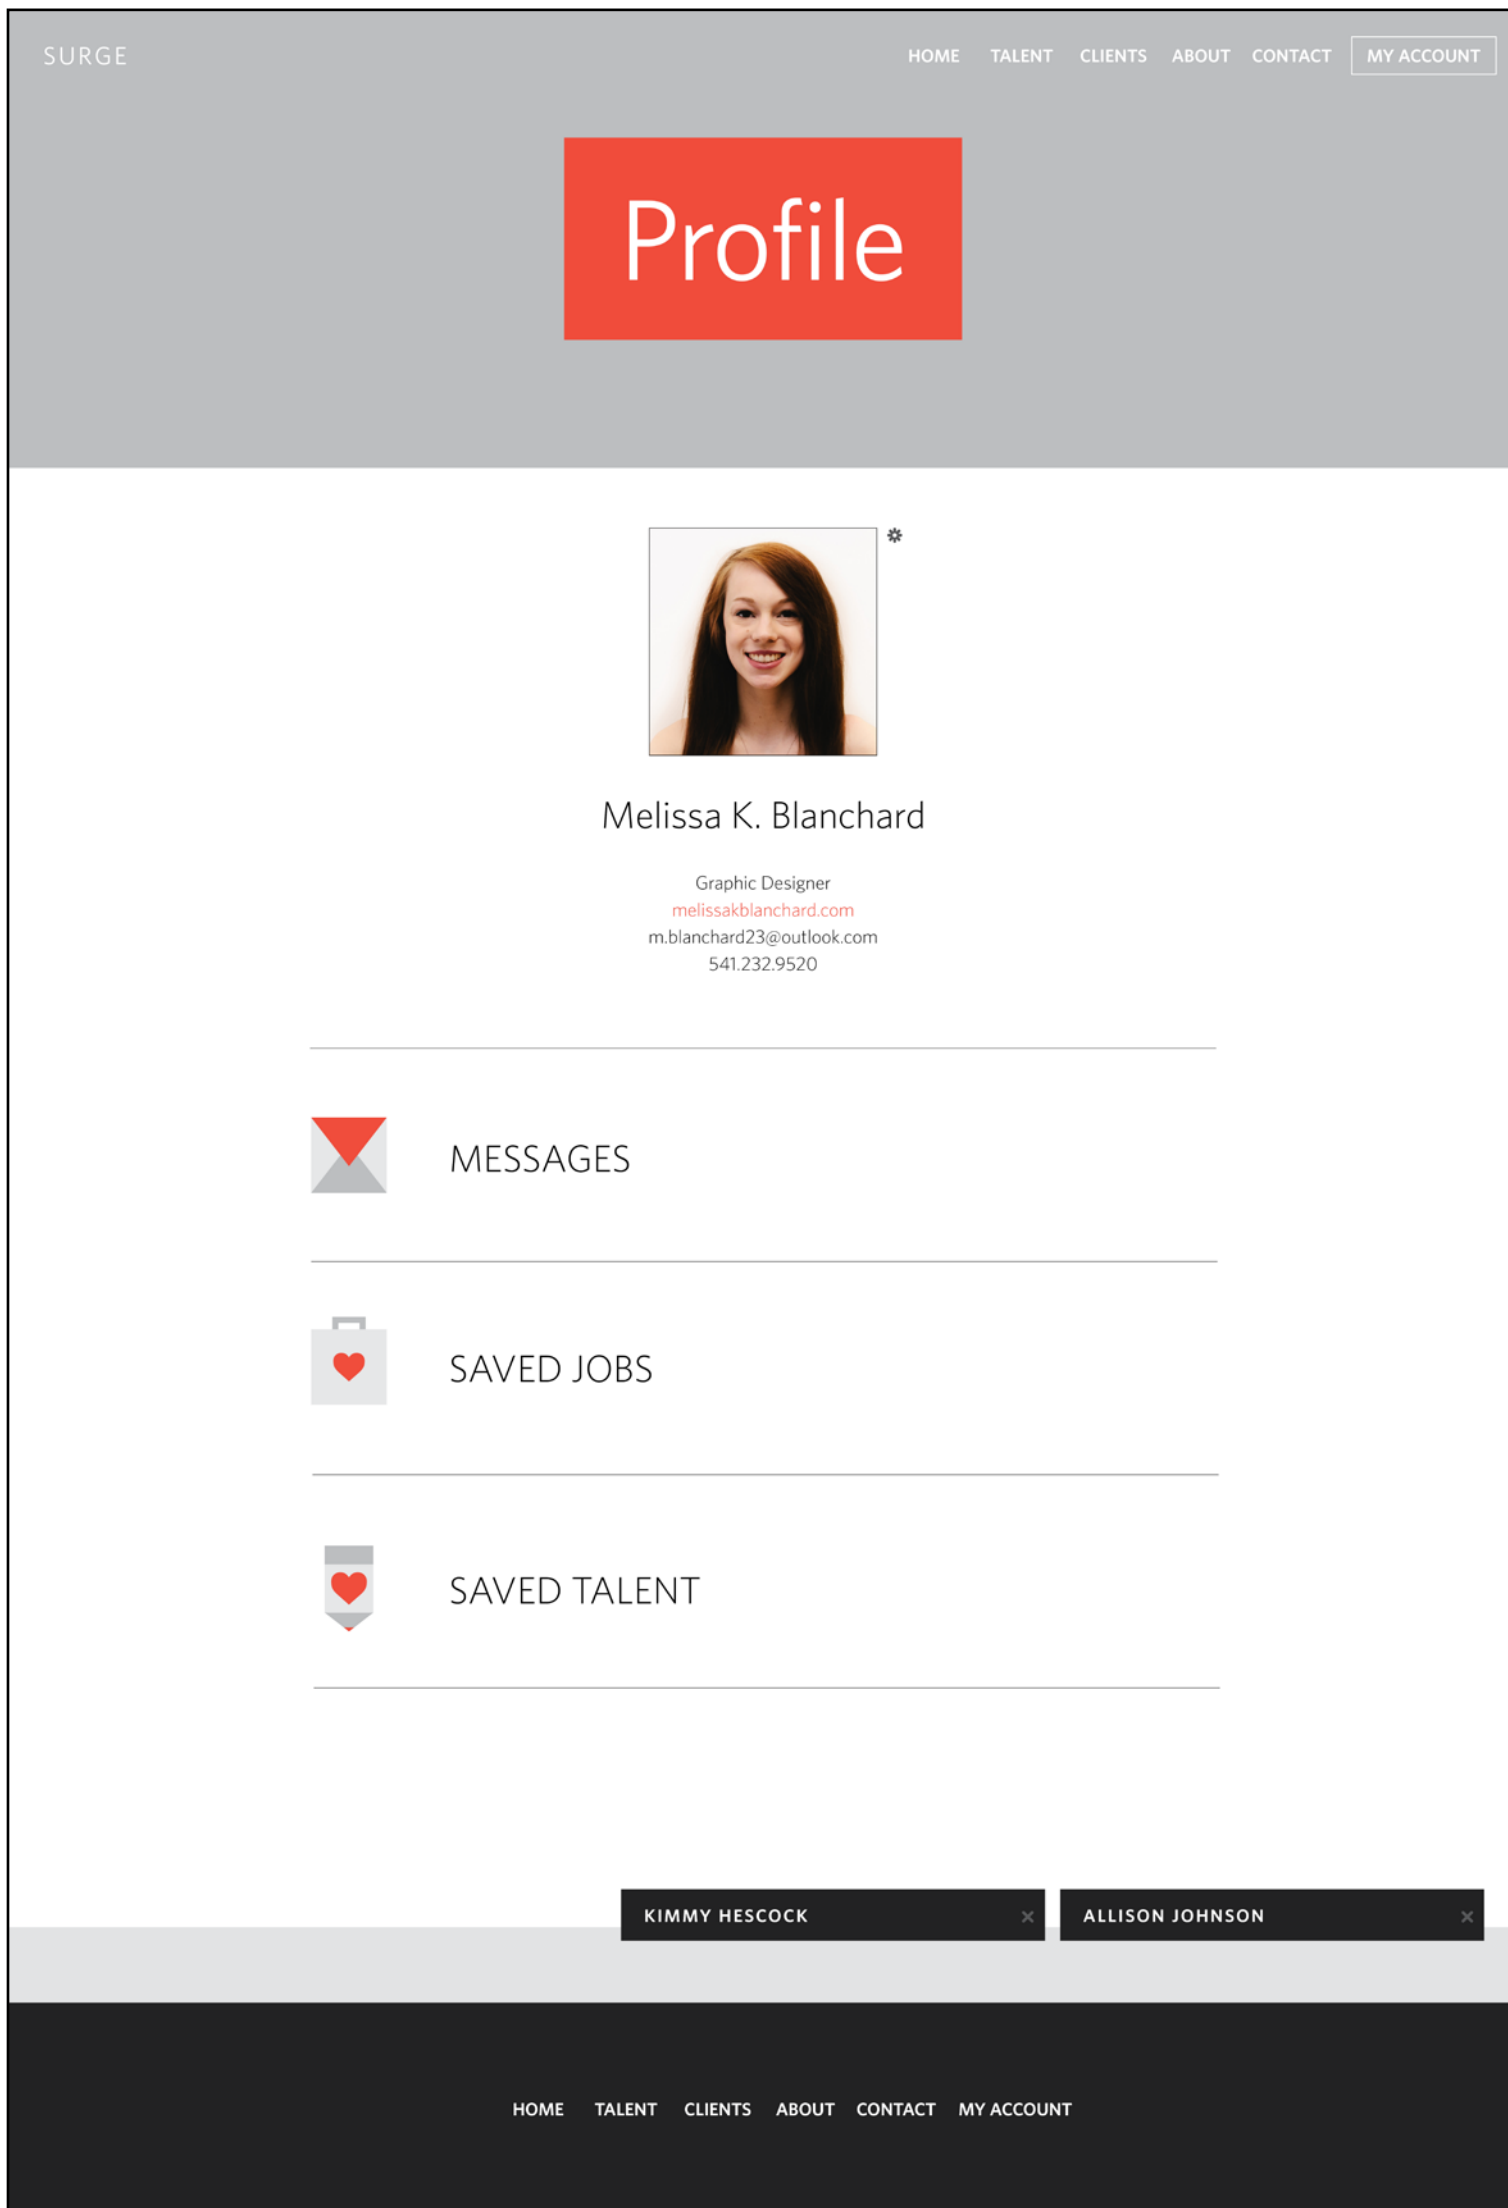 SURGE
HOME TALENT CLIENTS ABOUT CONTACT MY ACCOUNT
Profile
Melissa K. Blanchard
Graphic Designer
melissakblanchard.com
m.blanchard23@outlook.com
541.232.9520
MESSAGES
SAVED JOBS
SAVED TALENT
KIMMY HESCOCK × ALLISON JOHNSON ×
HOME TALENT CLIENTS ABOUT CONTACT MY ACCOUNT